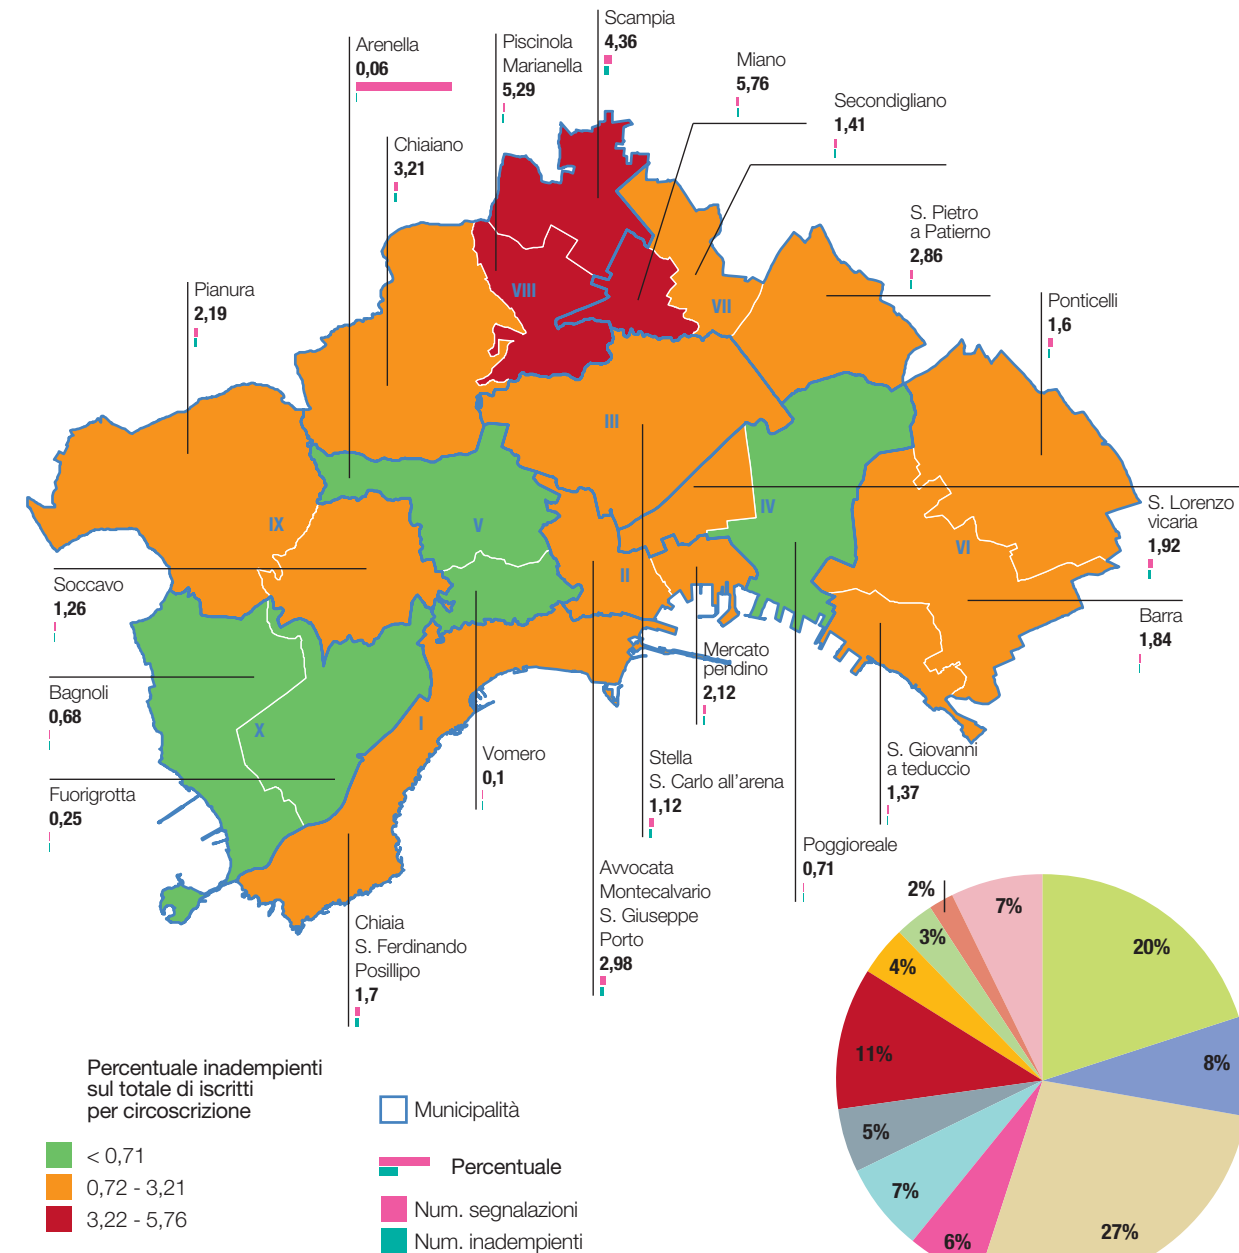 Scampia
4,36
Arenella
0,06
Piscinola
Marianella
5,29
Miano
5,76
Secondigliano
1,41
Chiaiano
3,21
S. Pietro
a Patierno
2,86
Pianura
2,19
Ponticelli
1,6
VIII
VII
III
IX
V
IV
VI
II
X
I
S. Lorenzo
vicaria
1,92
Soccavo
1,26
Barra
1,84
Bagnoli
0,68
Mercato
pendino
2,12
Fuorigrotta
0,25
Vomero
0,1
Stella
S. Carlo all'arena
1,12
S. Giovanni
a teduccio
1,37
Poggioreale
0,71
Avvocata
Montecalvario
S. Giuseppe
Porto
2,98
Chiaia
S. Ferdinando
Posillipo
1,7
2%
7%
20%
3%
4%
11%
8%
5%
7%
6%
27%
Percentuale inadempienti
sul totale di iscritti
per circoscrizione
< 0,71
0,72 - 3,21
3,22 - 5,76
Municipalità
Percentuale
Num. segnalazioni
Num. inadempienti